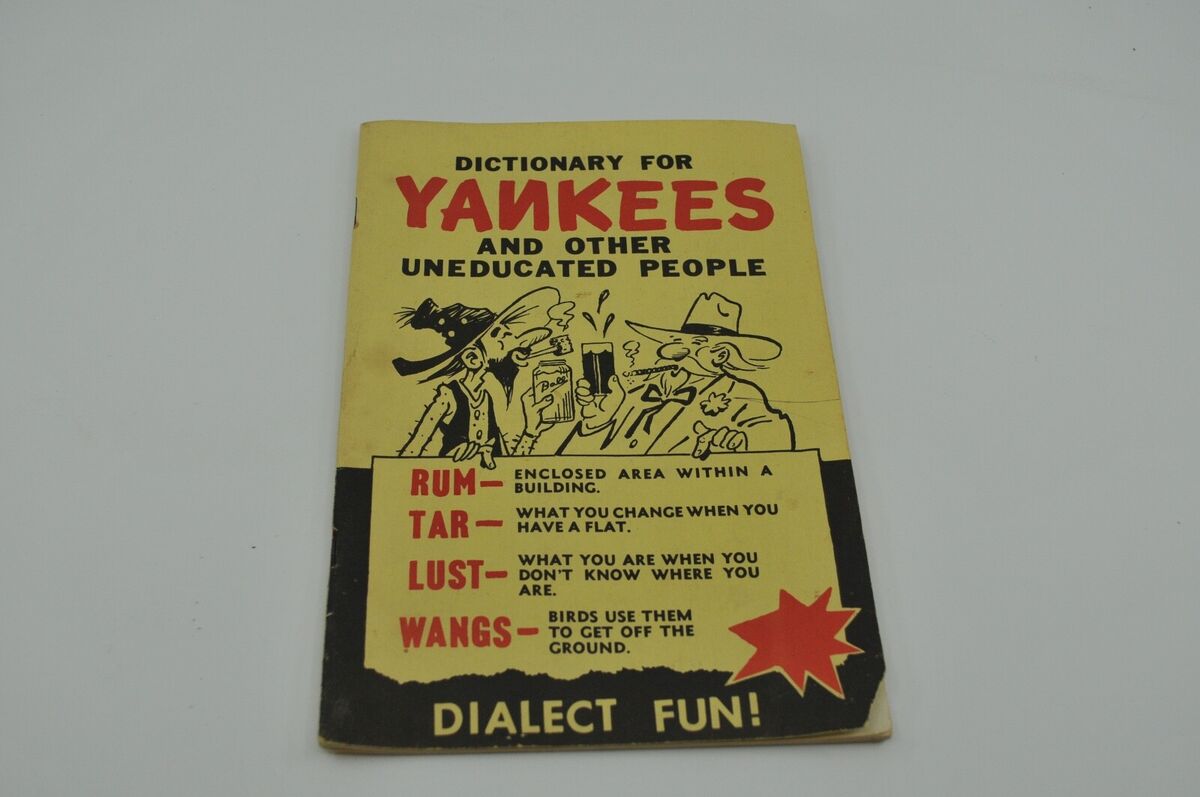 DICTIONARY FOR
YANKEES
AND OTHER
UNEDUCATED PEOPLE
Ball
RUM— ENCLOSED AREA WITHIN A
BUILDING.
TAR— WHAT YOU CHANGE WHEN YOU
HAVE A FLAT.
LUST— WHAT YOU ARE WHEN YOU
DON'T KNOW WHERE YOU
ARE.
WANGS— BIRDS USE THEM
TO GET OFF THE
GROUND.
DIALECT FUN!